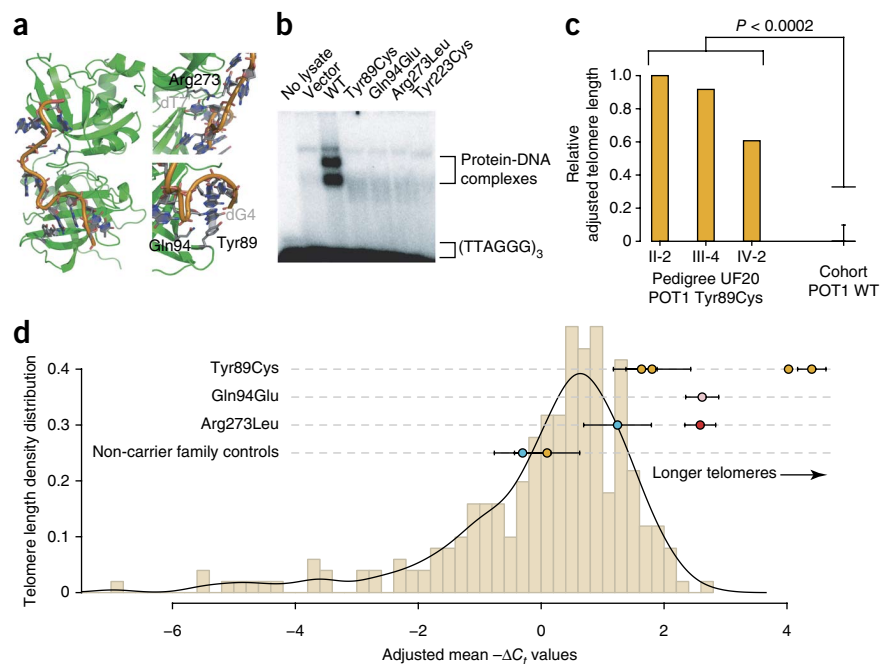 a
Arg273
dT7
Gln94
dG4
Tyr89
b
No lysate
Vector
WT
Tyr89Cys
Gln94Glu
Arg273Leu
Tyr223Cys
Protein-DNA
complexes
(TTAGGG)3
c
P < 0.0002
Relative
adjusted telomere length
1.0
0.8
0.6
0.4
0.2
0
II-2
III-4
IV-2
Pedigree UF20
POT1 Tyr89Cys
Cohort
POT1 WT
d
Telomere length density distribution
0.4
0.3
0.2
0.1
0
Tyr89Cys
Gln94Glu
Arg273Leu
Non-carrier family controls
Longer telomeres
−6
−4
−2
0
2
4
Adjusted mean −ΔCt values